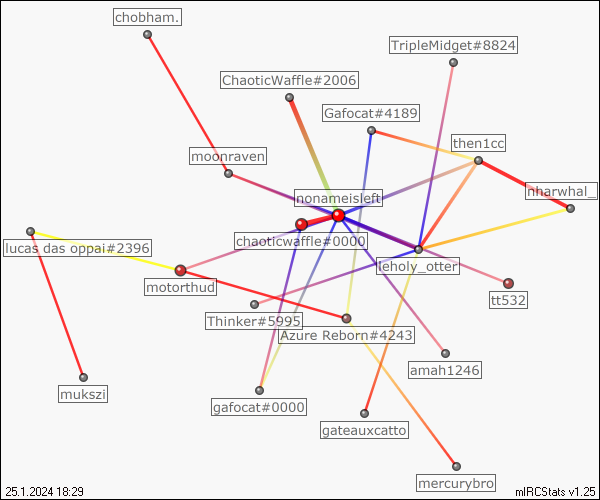 chobham.
TripleMidget#8824
ChaoticWaffle#2006
Gafocat#4189
then1cc
moonraven
nharwhal_
nonameisleft
chaoticwaffle#0000
lucas das oppai#2396
leholy_otter
motorthud
tt532
Thinker#5995
Azure Reborn#4243
amah1246
mukszi
gafocat#0000
gateauxcatto
mercurybro
25.1.2024 18:29
mIRCStats v1.25